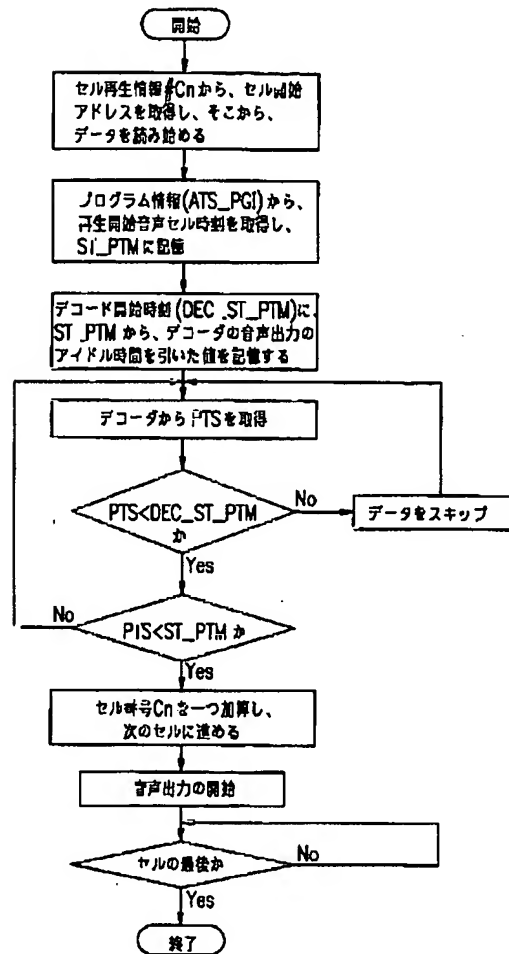 開始
セル再生情報#Cnから、セル開始
アドレスを取得し、そこから、
データを読み始める
プログラム情報(ATS_PGI)から、
再生開始音声セル時刻を取得し、
ST_PTMに記憶
デコード開始時刻(DEC_ST_PTM)に、
ST_PTMから、デコーダの音声出力の
アイドル時間を引いた値を記憶する
デコーダからPTSを取得
PTS<DEC_ST_PTM
か
No
データをスキップ
Yes
No
PTS<ST_PTMか
Yes
セル番号Cnを一つ加算し、
次のセルに進める
音声出力の開始
セルの最後か
No
Yes
終了